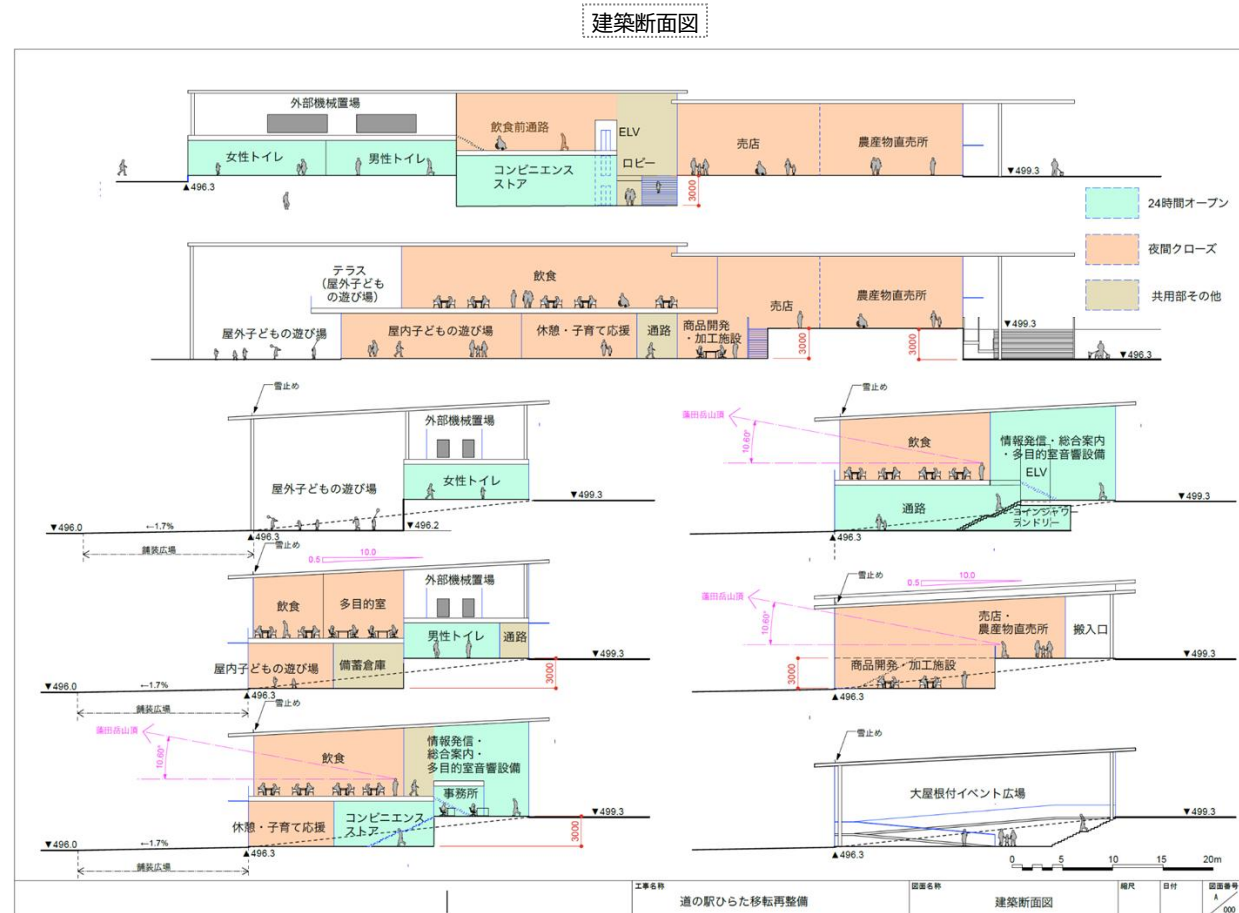 建築断面図
外部機械置場
飲食前通路
ELV
女性トイレ
男性トイレ
コンビニエンス
ストア
ロビー
売店
農産物直売所
▲496.3
3000
▼499.3
24時間オープン
夜間クローズ
共用部その他
テラス
(屋外子ども
の遊び場)
飲食
売店
農産物直売所
屋外子どもの遊び場
屋内子どもの遊び場
休憩・子育て応援
通路
商品開発
・加工施設
3000
3000
▼499.3
▼496.3
雪止め
外部機械置場
屋外子どもの遊び場
女性トイレ
▼499.3
▼496.0
←1.7%
▲496.3
▼496.2
舗装広場
雪止め
蓬田岳山頂
10.60°
飲食
情報発信・総合案内
・多目的室音響設備
ELV
通路
コインシャワー
ランドリー
▼499.3
▲496.3
雪止め
0.5
10.0
外部機械置場
飲食
多目的室
男性トイレ
通路
屋内子どもの遊び場
備蓄倉庫
3000
▼499.3
▼496.0
←1.7%
▲496.3
舗装広場
雪止め
0.5
10.0
蓬田岳山頂
10.60°
売店・
農産物直売所
搬入口
商品開発・加工施設
3000
▼499.3
▲496.3
雪止め
蓬田岳山頂
10.60°
飲食
情報発信・
総合案内・
多目的室音響設備
事務所
休憩・子育て応援
コンビニエンス
ストア
3000
▼499.3
▼496.0
←1.7%
▲496.3
舗装広場
雪止め
大屋根付イベント広場
▼499.3
▲496.3
0 5 10 15 20m
工事名称
道の駅ひらた移転再整備
図面名称
建築断面図
縮尺
日付
図面番号
A
000